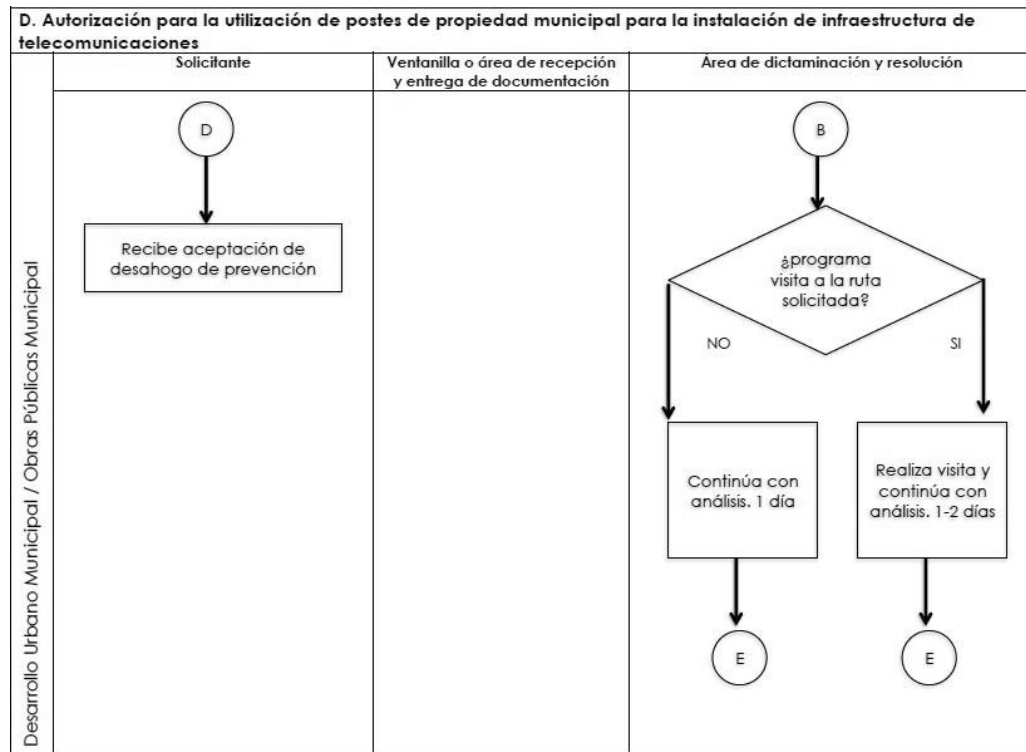 D. Autorización para la utilización de postes de propiedad municipal para la instalación de infraestructura de
telecomunicaciones
Solicitante
Ventanilla o área de recepción
y entrega de documentación
Área de dictaminación y resolución
Desarrollo Urbano Municipal / Obras Públicas Municipal
D
Recibe aceptación de
desahogo de prevención
B
¿programa
visita a la ruta
solicitada?
NO
SI
Continúa con
análisis. 1 día
Realiza visita y
continúa con
análisis. 1-2 días
E
E